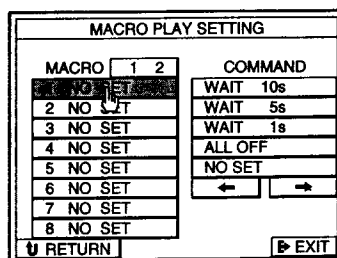 MACRO PLAY SETTING
MACRO 1 2
1 NO SET
2 NO SET
3 NO SET
4 NO SET
5 NO SET
6 NO SET
7 NO SET
8 NO SET
COMMAND
WAIT 10s
WAIT 5s
WAIT 1s
ALL OFF
NO SET
← →
RETURN
EXIT